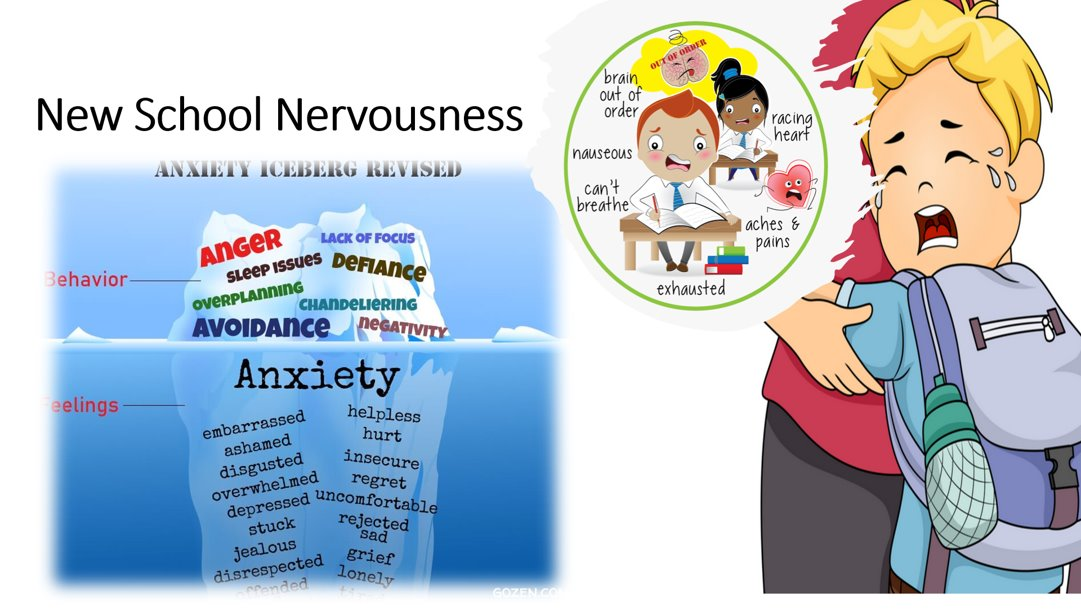 New School Nervousness
ANXIETY ICEBERG REVISED
Behavior
ANGER
LACK OF FOCUS
SLEEP ISSUES
DEFIANCE
OVERPLANNING
CHANDELIERING
AVOIDANCE
NEGATIVITY
Anxiety
Feelings
embarrassed
ashamed
disgusted
overwhelmed
depressed
stuck
jealous
disrespected
offended
helpless
hurt
insecure
regret
uncomfortable
rejected
sad
grief
lonely
GOZEN.COM
OUT OF ORDER
brain
out of
order
racing
heart
nauseous
can't
breathe
aches &
pains
exhausted